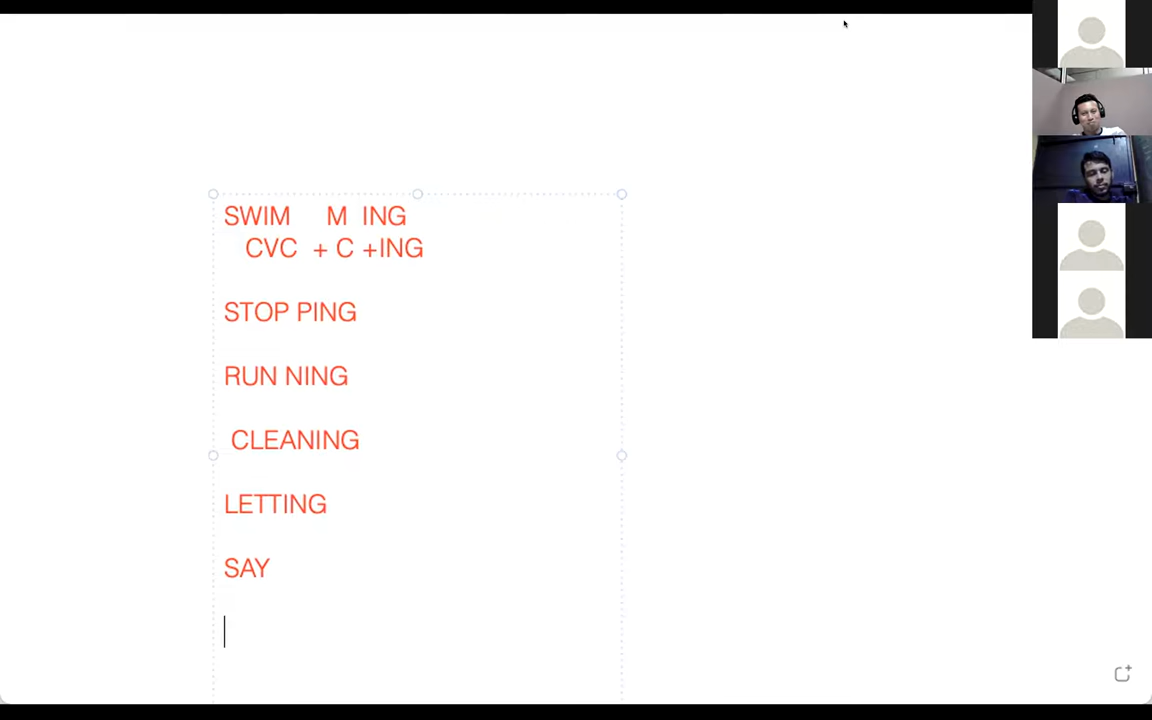 SWIM M ING
CVC + C +ING
STOP PING
RUN NING
CLEANING
LETTING
SAY